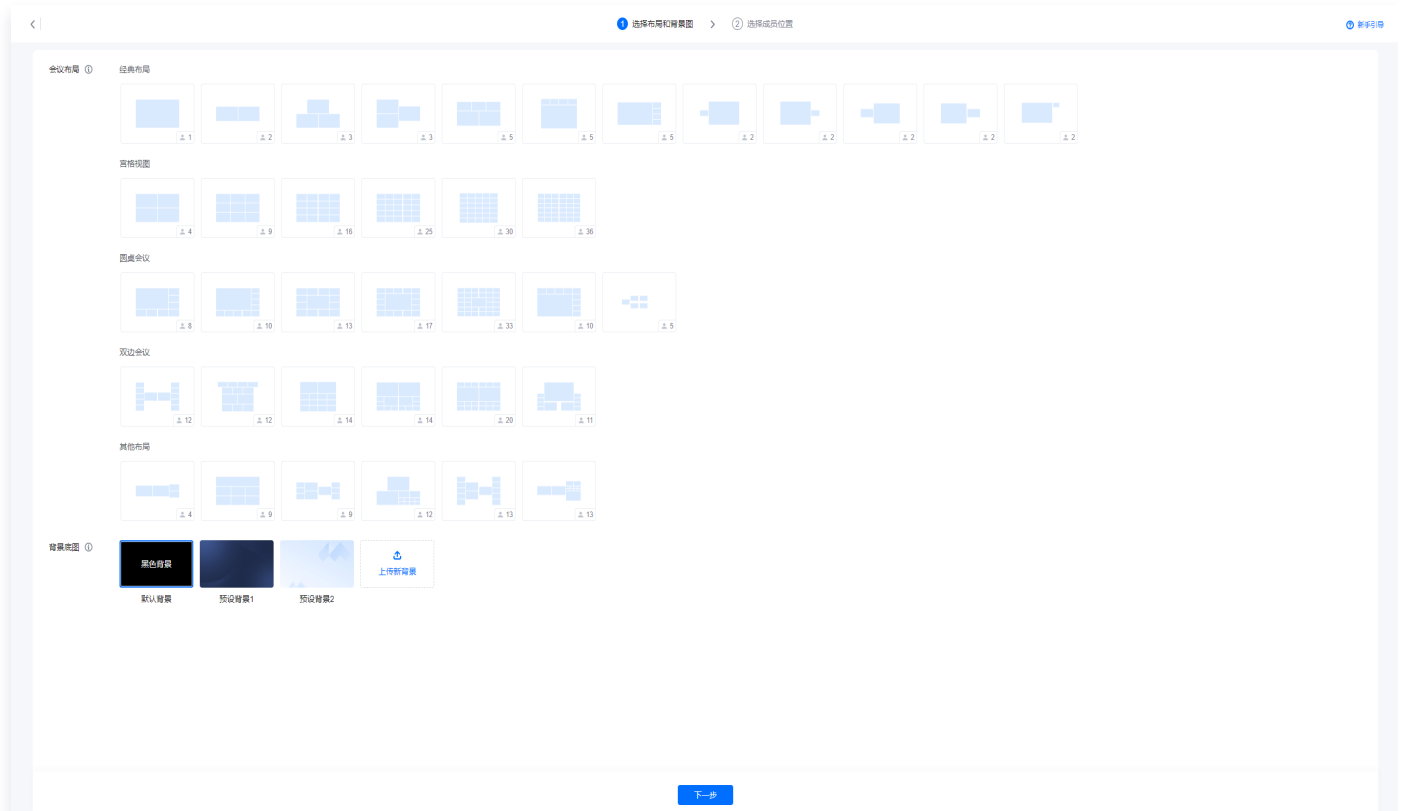 1 选择布局和背景图 > 2 选择成员位置
新手引导
会议布局
经典布局
1 2 3 3 5 5 5 2 2 2 2 2
宫格视图
4 9 16 25 30 36
圆桌会议
8 10 13 17 33 10 5
双边会议
12 12 14 14 20 11
其他布局
4 9 9 12 13 13
背景底图
黑色背景
上传新背景
默认背景 预设背景1 预设背景2
下一步